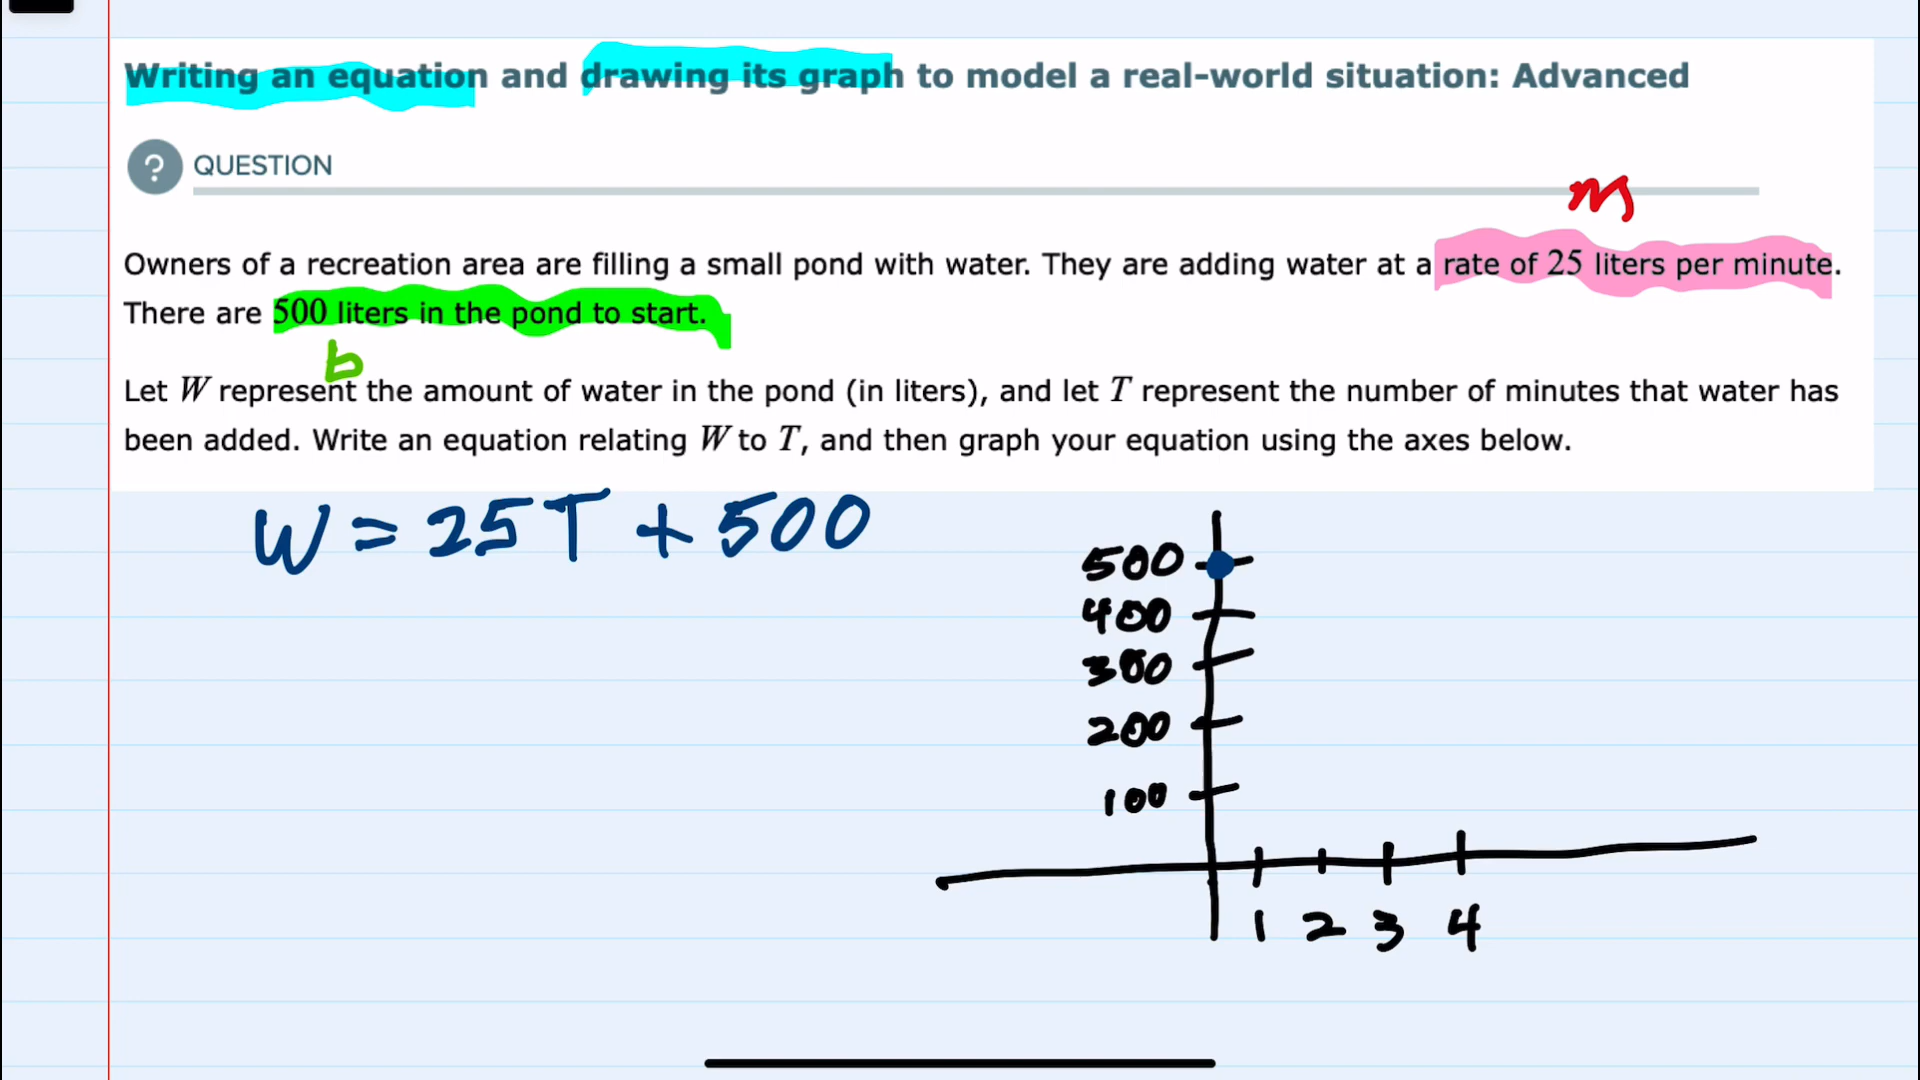 Writing an equation and drawing its graph to model a real-world situation: Advanced
? QUESTION
m
Owners of a recreation area are filling a small pond with water. They are adding water at a rate of 25 liters per minute.
There are 500 liters in the pond to start.
b
Let W represent the amount of water in the pond (in liters), and let T represent the number of minutes that water has
been added. Write an equation relating W to T, and then graph your equation using the axes below.
W = 25T + 500
500
400
300
200
100
1 2 3 4